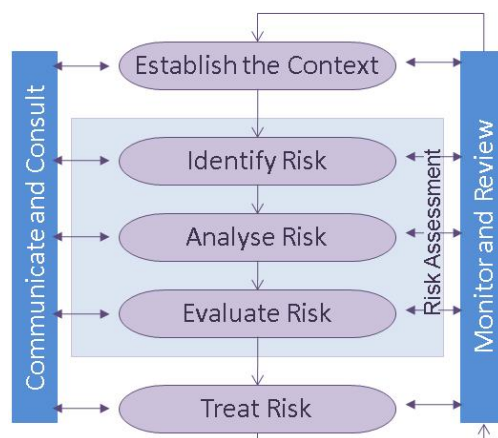 Establish the Context
Communicate and Consult
Identify Risk
Analyse Risk
Evaluate Risk
Risk Assessment
Monitor and Review
Treat Risk